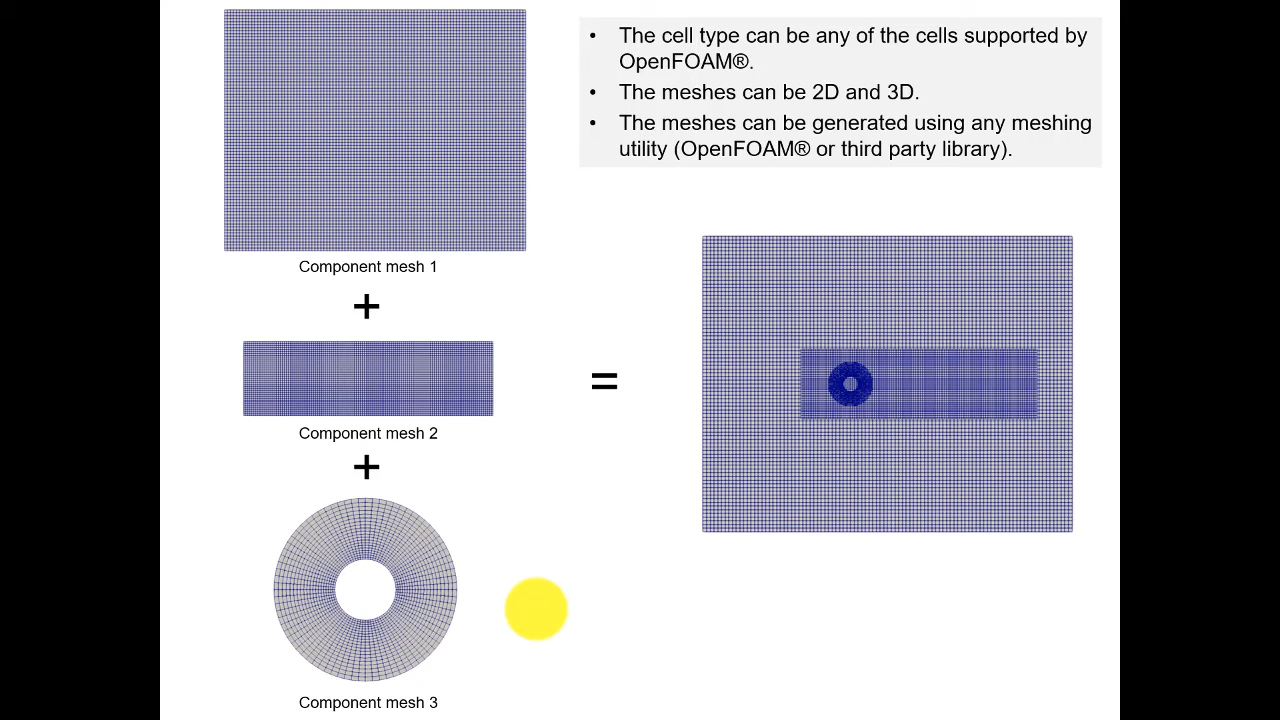 • The cell type can be any of the cells supported by
OpenFOAM®.
• The meshes can be 2D and 3D.
• The meshes can be generated using any meshing
utility (OpenFOAM® or third party library).
Component mesh 1
+
Component mesh 2
+
Component mesh 3
=